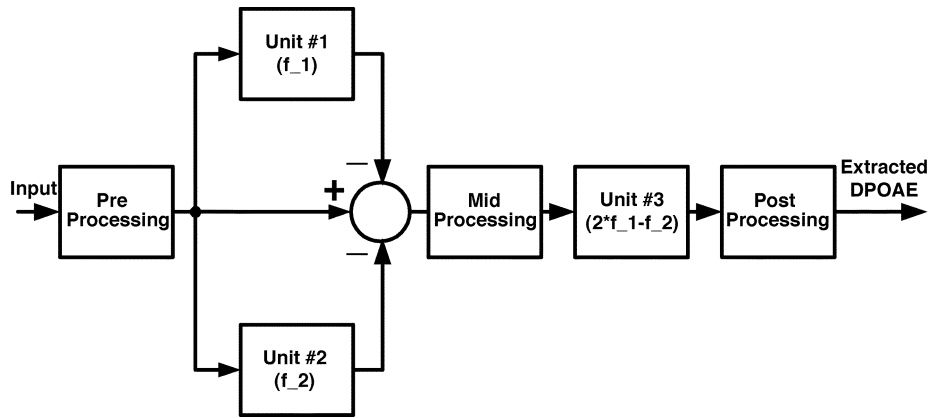 Input
Pre
Processing
Unit #1
(f_1)
Unit #2
(f_2)
—
+
—
Mid
Processing
Unit #3
(2*f_1-f_2)
Post
Processing
Extracted
DPOAE